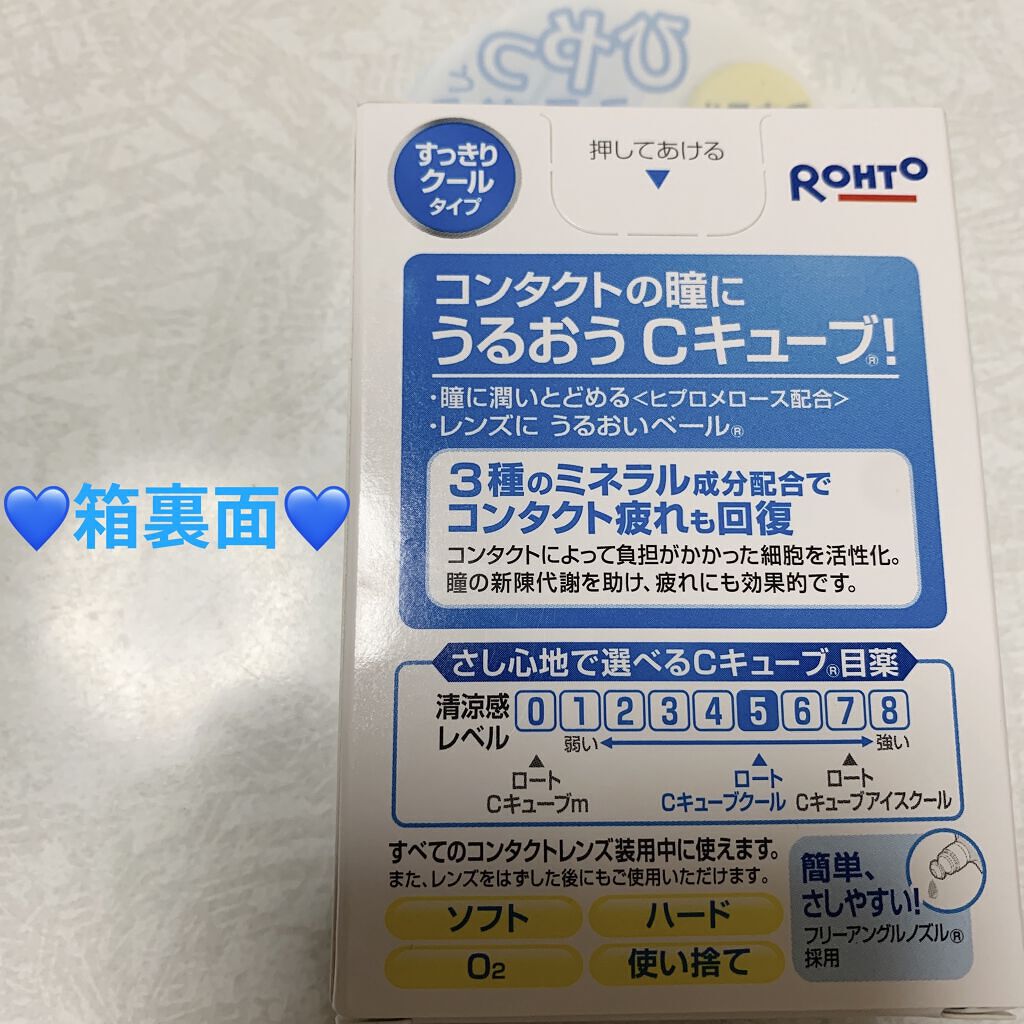 ひやっ
すっきり
クール
タイプ
押してあける
ROHTO
コンタクトの瞳に
うるおう Cキューブ®!
・瞳に潤いとどめる<ヒプロメロース配合>
・レンズに うるおいベール®
3種のミネラル成分配合で
コンタクト疲れも回復
コンタクトによって負担がかかった細胞を活性化。
瞳の新陳代謝を助け、疲れにも効果的です。
💙箱裏面💙
さし心地で選べるCキューブ®目薬
清涼感
レベル
0 1 2 3 4 5 6 7 8
弱い 強い
ロート
Cキューブm
ロート
Cキューブクール
ロート
Cキューブアイスクール
すべてのコンタクトレンズ装用中に使えます。
また、レンズをはずした後にもご使用いただけます。
ソフト ハード
O2 使い捨て
簡単、
さしやすい!
フリーアングルノズル®
採用